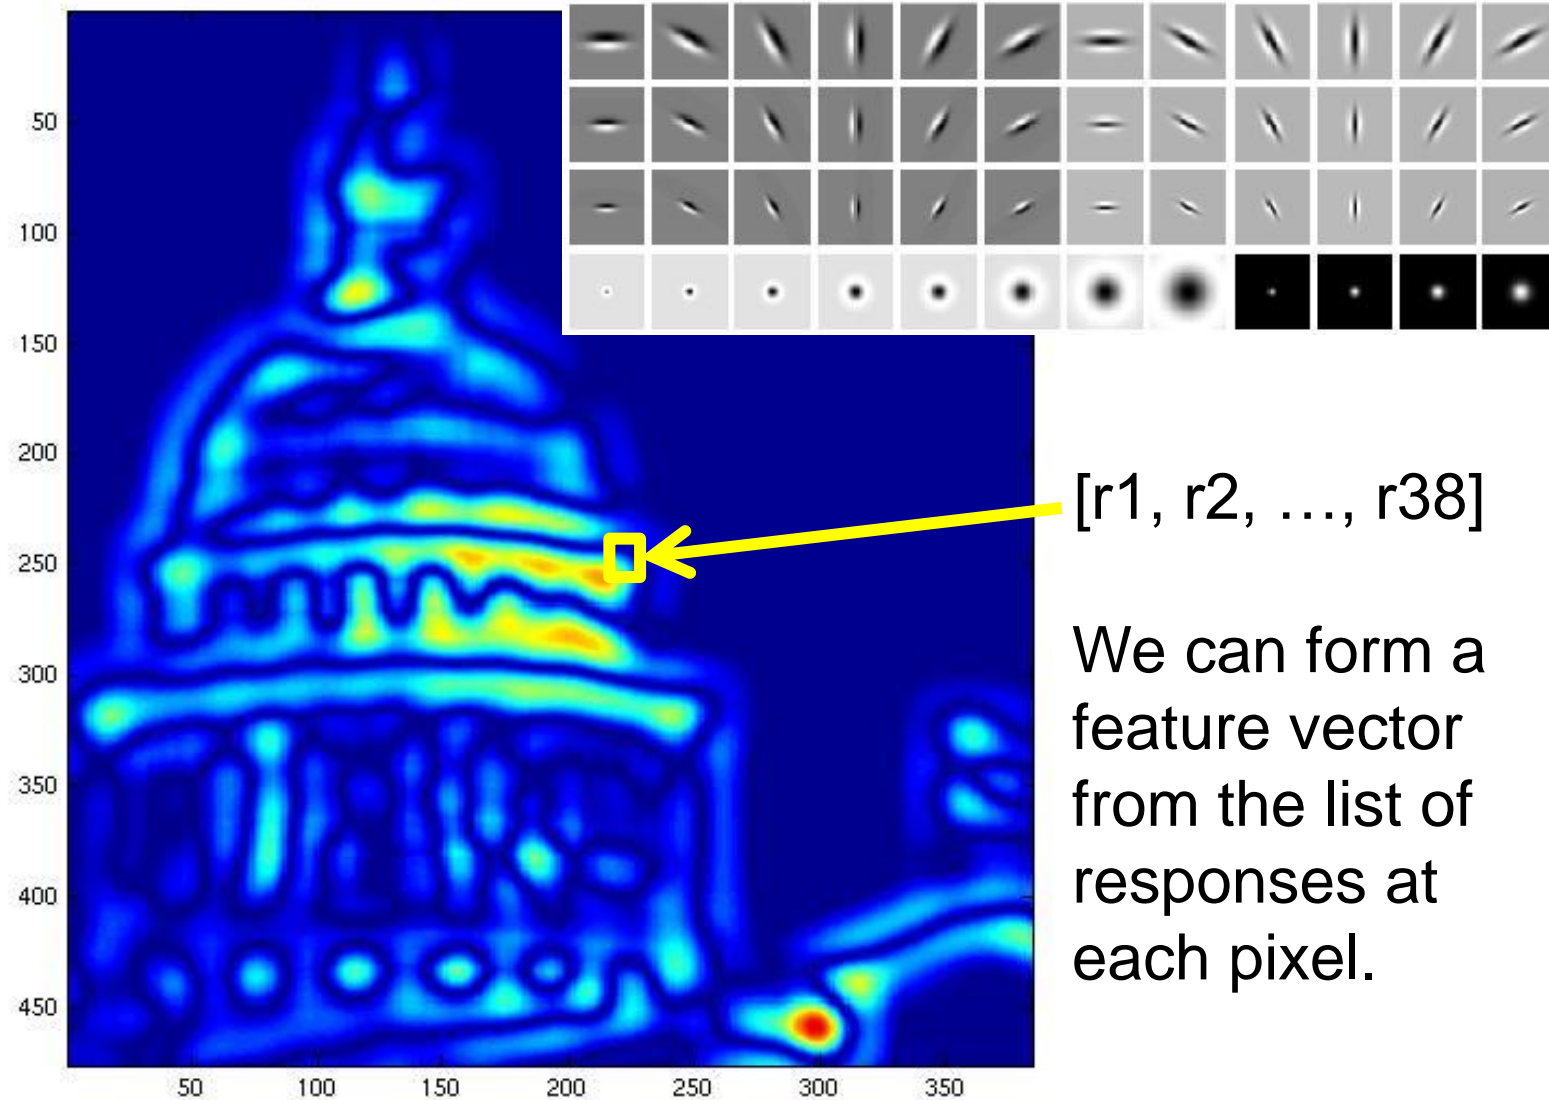 50
100
150
200
250
300
350
400
450
50 100 150 200 250 300 350
[r1, r2, …, r38]
We can form a
feature vector
from the list of
responses at
each pixel.